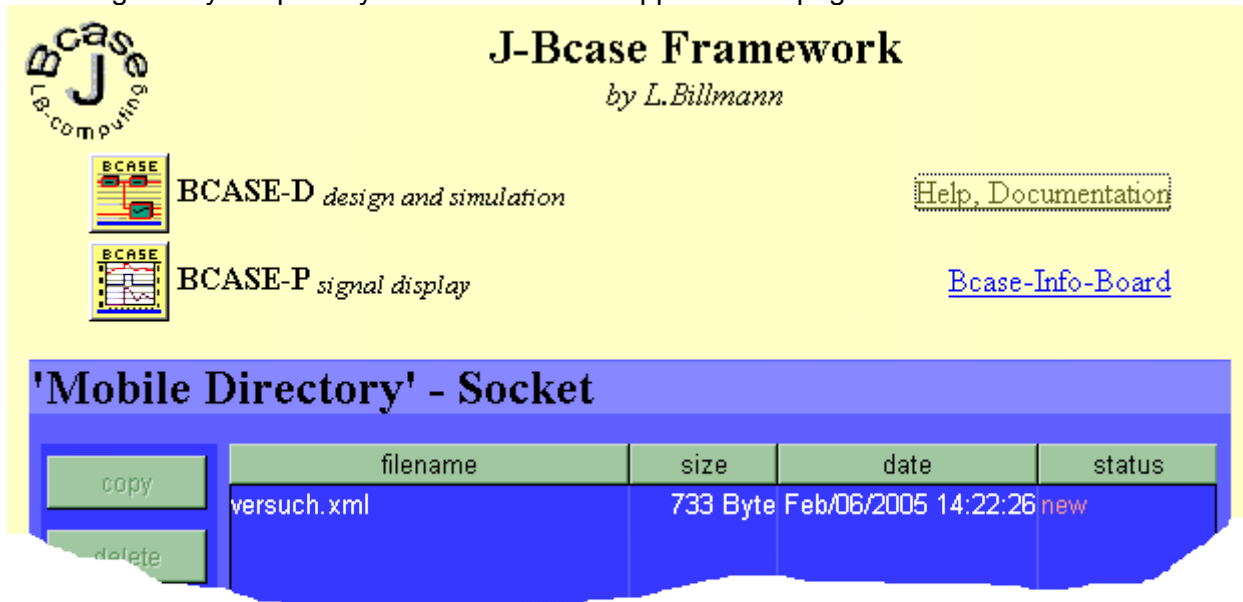 Bcase
J
LB-computing
J-Bcase Framework
by L.Billmann
BCASE
BCASE-D design and simulation
Help, Documentation
BCASE
BCASE-P signal display
Bcase-Info-Board
'Mobile Directory' - Socket
copy
filename size date status
versuch.xml 733 Byte Feb/06/2005 14:22:26 new
delete